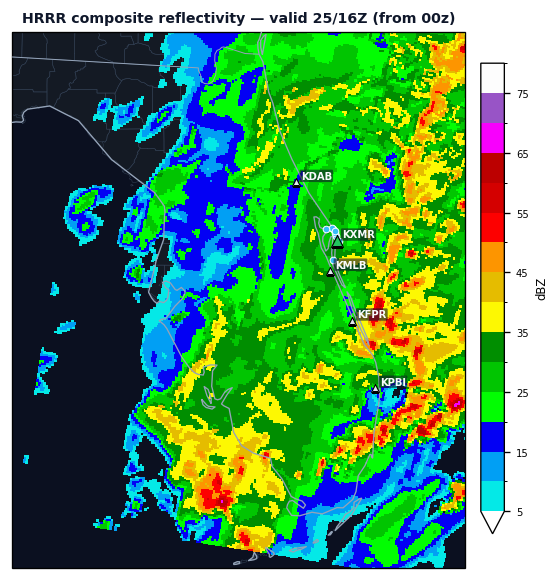 HRRR composite reflectivity — valid 25/16Z (from 00z)
KDAB
KXMR
KMLB
KFPR
KPBI
75
65
55
45
35
25
15
5
dBZ